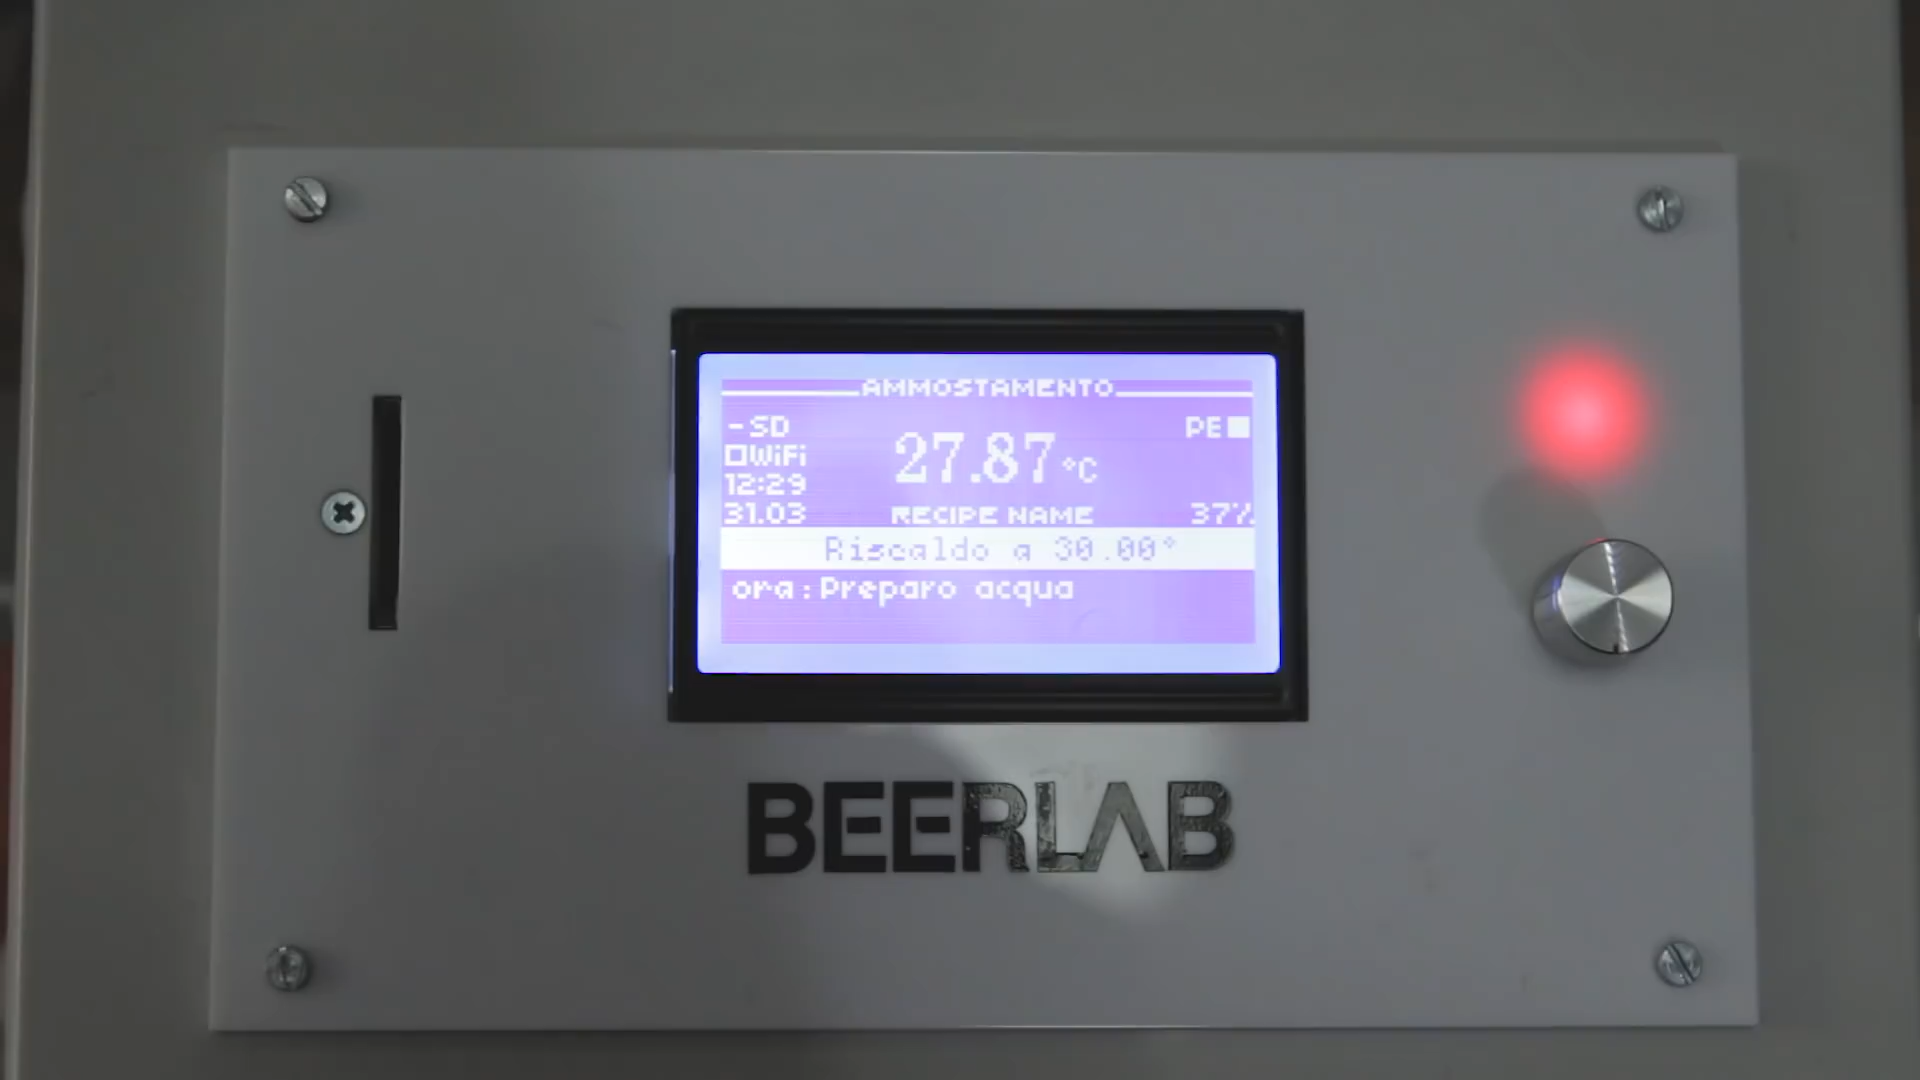 AMMOSTAMENTO
-SD
PE
WiFi
27.87°C
12:29
31.03
RECIPE NAME
37%
Riscaldo a 30.00°
ora:Preparo acqua
BEERLAB